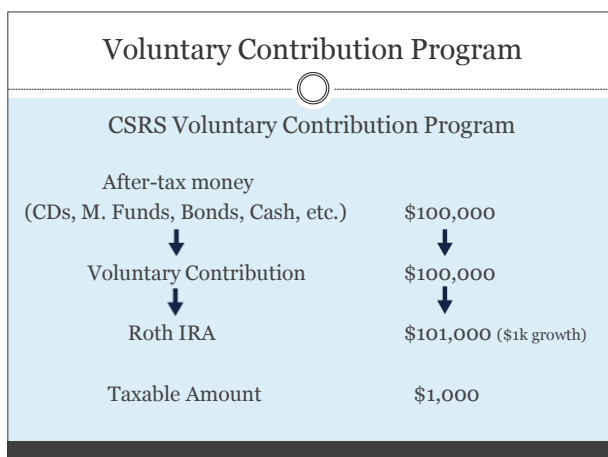 Voluntary Contribution Program
CSRS Voluntary Contribution Program
After-tax money
(CDs, M. Funds, Bonds, Cash, etc.) $100,000
Voluntary Contribution $100,000
Roth IRA $101,000 ($1k growth)
Taxable Amount $1,000